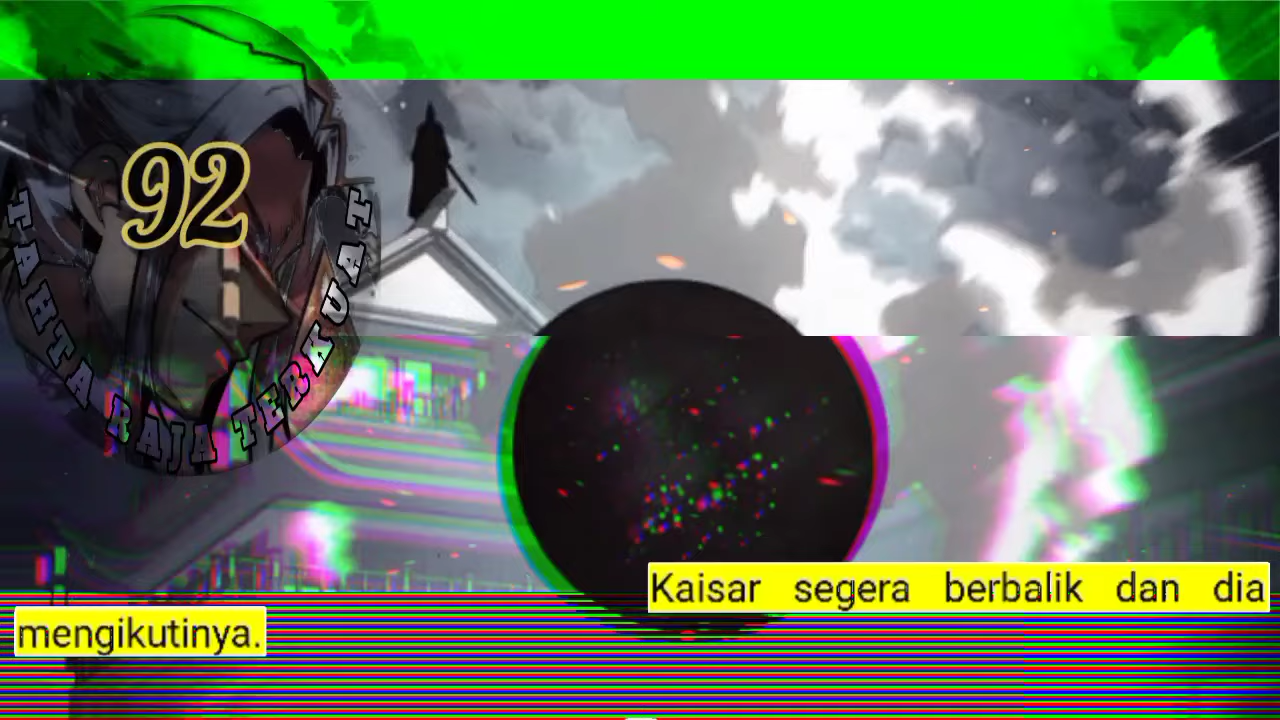 92
TAHTA RAJA TERKUAT
Kaisar segera berbalik dan dia
mengikutinya.